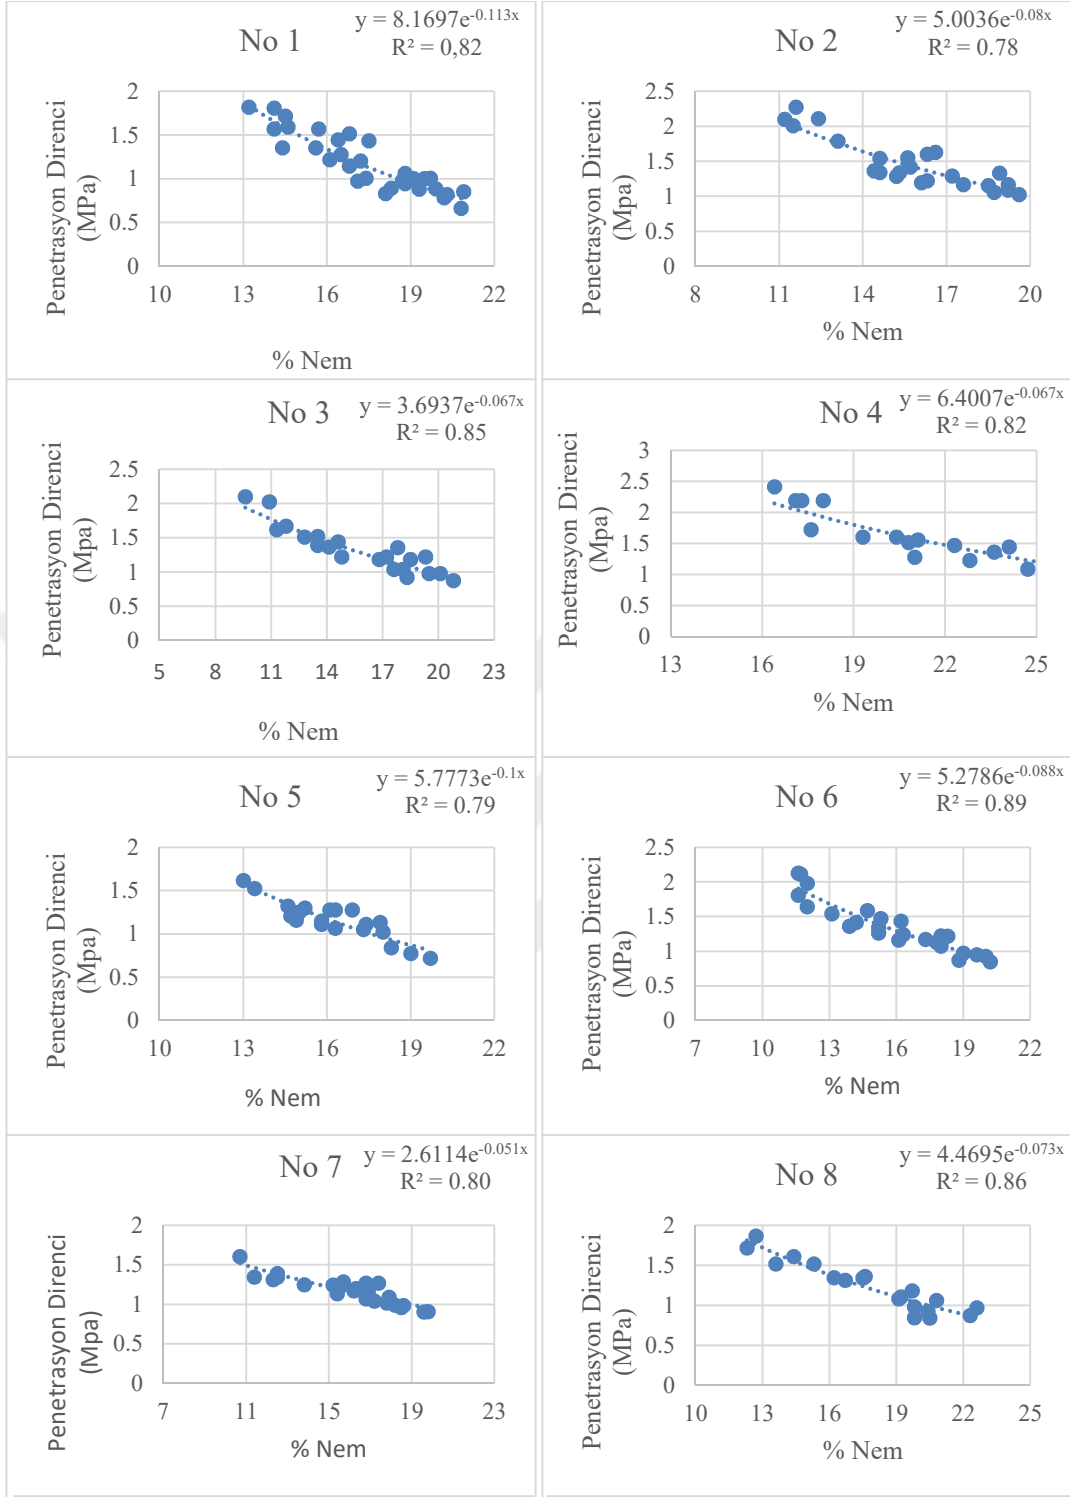 No 1
y = 8.1697e-0.113x
R² = 0,82
Penetrasyon Direnci
(MPa)
2
1.5
1
0.5
0
10 13 16 19 22
% Nem
No 2
y = 5.0036e-0.08x
R² = 0.78
Penetrasyon Direnci
(Mpa)
2.5
2
1.5
1
0.5
0
8 11 14 17 20
% Nem
No 3
y = 3.6937e-0.067x
R² = 0.85
Penetrasyon Direnci
(Mpa)
2.5
2
1.5
1
0.5
0
5 8 11 14 17 20 23
% Nem
No 4
y = 6.4007e-0.067x
R² = 0.82
Penetrasyon Direnci
(Mpa)
3
2.5
2
1.5
1
0.5
0
13 16 19 22 25
% Nem
No 5
y = 5.7773e-0.1x
R² = 0.79
Penetrasyon Direnci
(Mpa)
2
1.5
1
0.5
0
10 13 16 19 22
% Nem
No 6
y = 5.2786e-0.088x
R² = 0.89
Penetrasyon Direnci
(MPa)
2.5
2
1.5
1
0.5
0
7 10 13 16 19 22
% Nem
No 7
y = 2.6114e-0.051x
R² = 0.80
Penetrasyon Direnci
(Mpa)
2
1.5
1
0.5
0
7 11 15 19 23
% Nem
No 8
y = 4.4695e-0.073x
R² = 0.86
Penetrasyon Direnci
(MPa)
2
1.5
1
0.5
0
10 13 16 19 22 25
% Nem